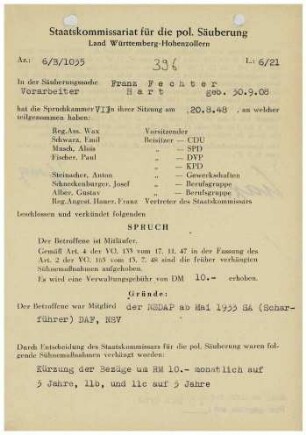 Staatskommissariat für die pol. Säuberung
Land Württemberg-Hohenzollern
Az.: 6/3/1055 396 L: 6/21
In der Säuberungssache Franz Fechter
Vorarbeiter Hart geb. 30.9.08
hat die Spruchkammer VII in ihrer Sitzung am 20.8.48, an welcher
teilgenommen haben:
Reg.Ass. Wax Vorsitzender
Schwarz, Emil Beisitzer — CDU
Mauch, Alois „ — SPD
Fischer, Paul „ — DVP
„ — KPD
Steinacher, Anton „ — Gewerkschaften
Schneckenburger, Josef „ — Berufsgruppe
Alber, Gustav „ — Berufsgruppe
Reg.Angest. Hauer, Franz Vertreter des Staatskommissars
beschlossen und verkündet folgenden
SPRUCH
Der Betroffene ist Mitläufer.
Gemäß Art. 4 der VO. 133 vom 17. 11. 47 in der Fassung des
Art. 2 der VO. 165 vom 13. 7. 48 sind die früher verhängten
Sühnemaßnahmen aufgehoben.
Es wird eine Verwaltungsgebühr von DM 10.- erhoben.
Gründe:
Der Betroffene war Mitglied der NSDAP ab Mai 1933 SA (Schar-
führer) DAF, NSV
Durch Entscheidung des Staatskommissars für die pol. Säuberung waren fol-
gende Sühnemaßnahmen verhängt worden:
Kürzung der Bezüge um RM 10.- monatlich auf
3 Jahre, 11b, und 11c auf 3 Jahre